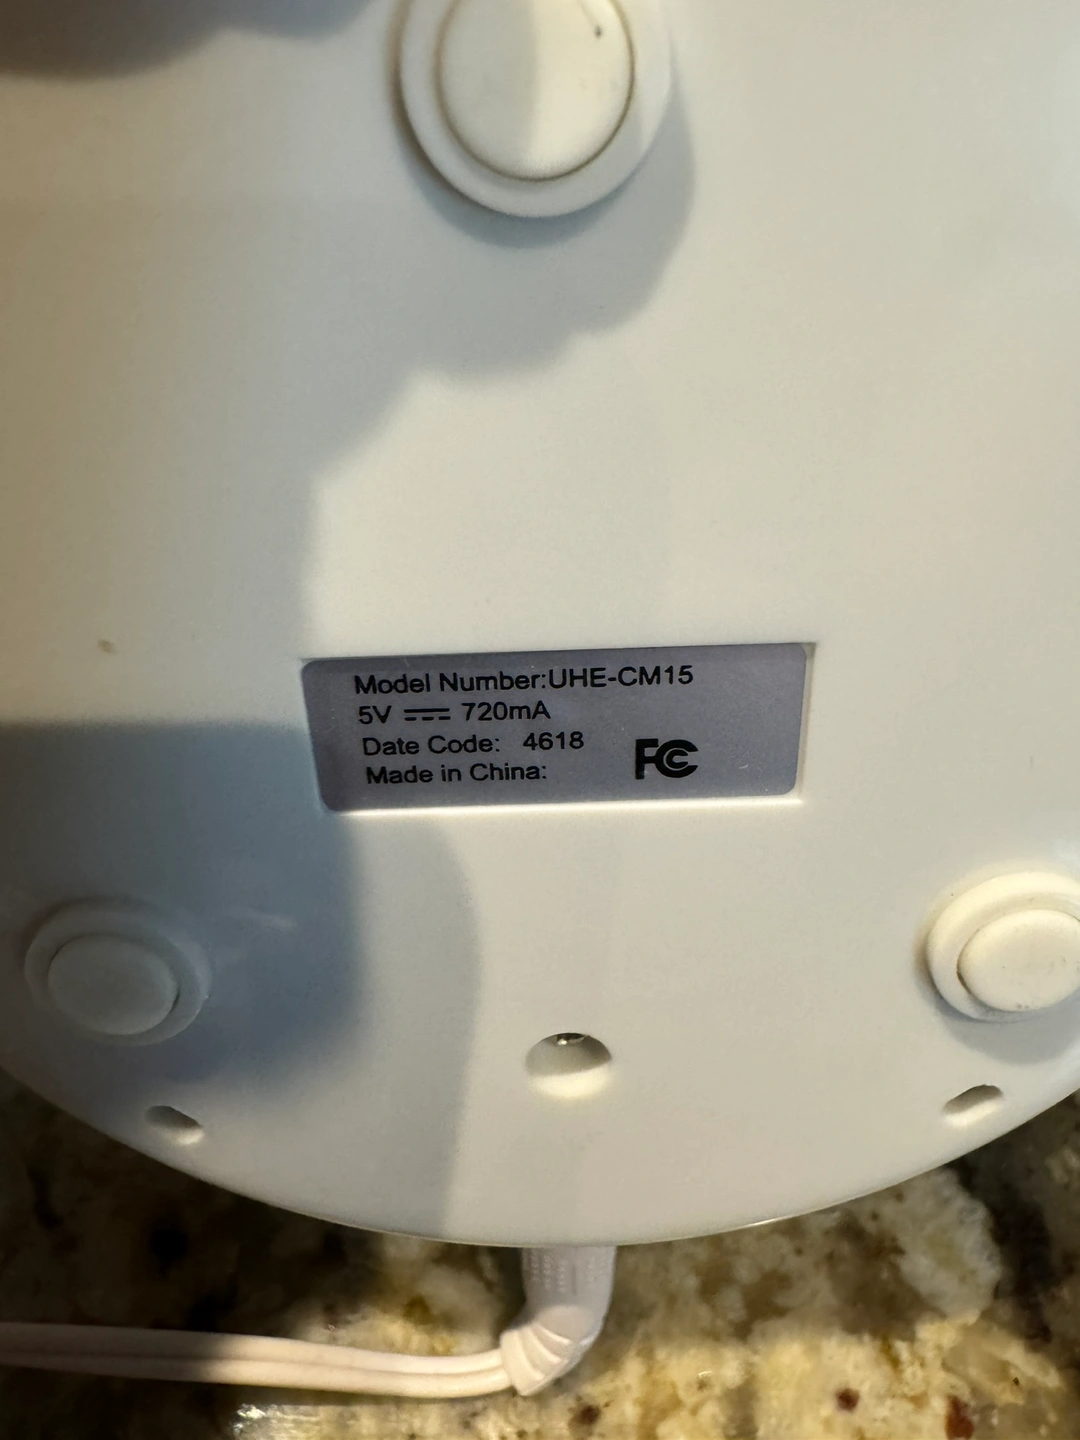 Model Number:UHE-CM15
5V ⎓ 720mA
Date Code: 4618
Made in China:
FC